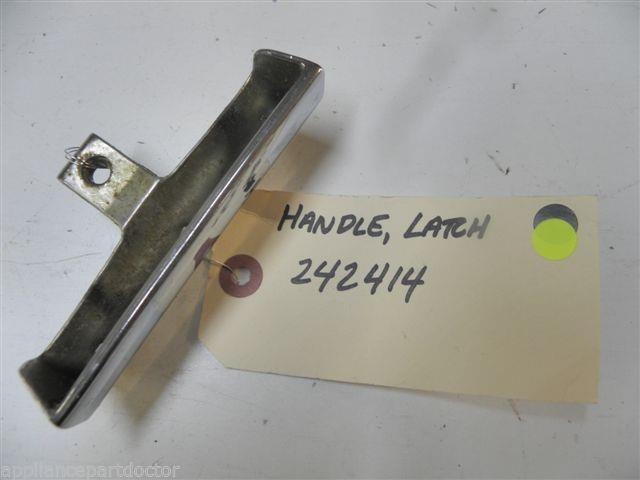 HANDLE, LATCH
242414
appliancepartdoctor